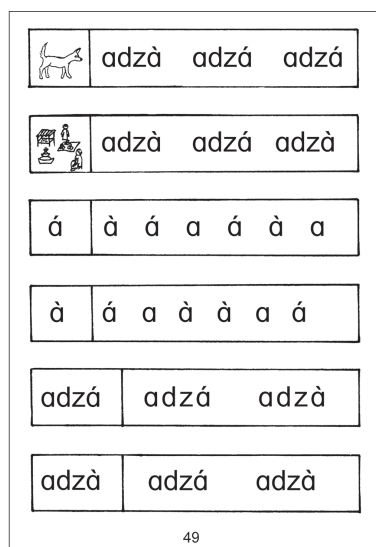 adzà adzá adzá
adzà adzá adzà
á à á a á à a
à á a à à a á
adzá adzá adzà
adzà adzá adzà
49